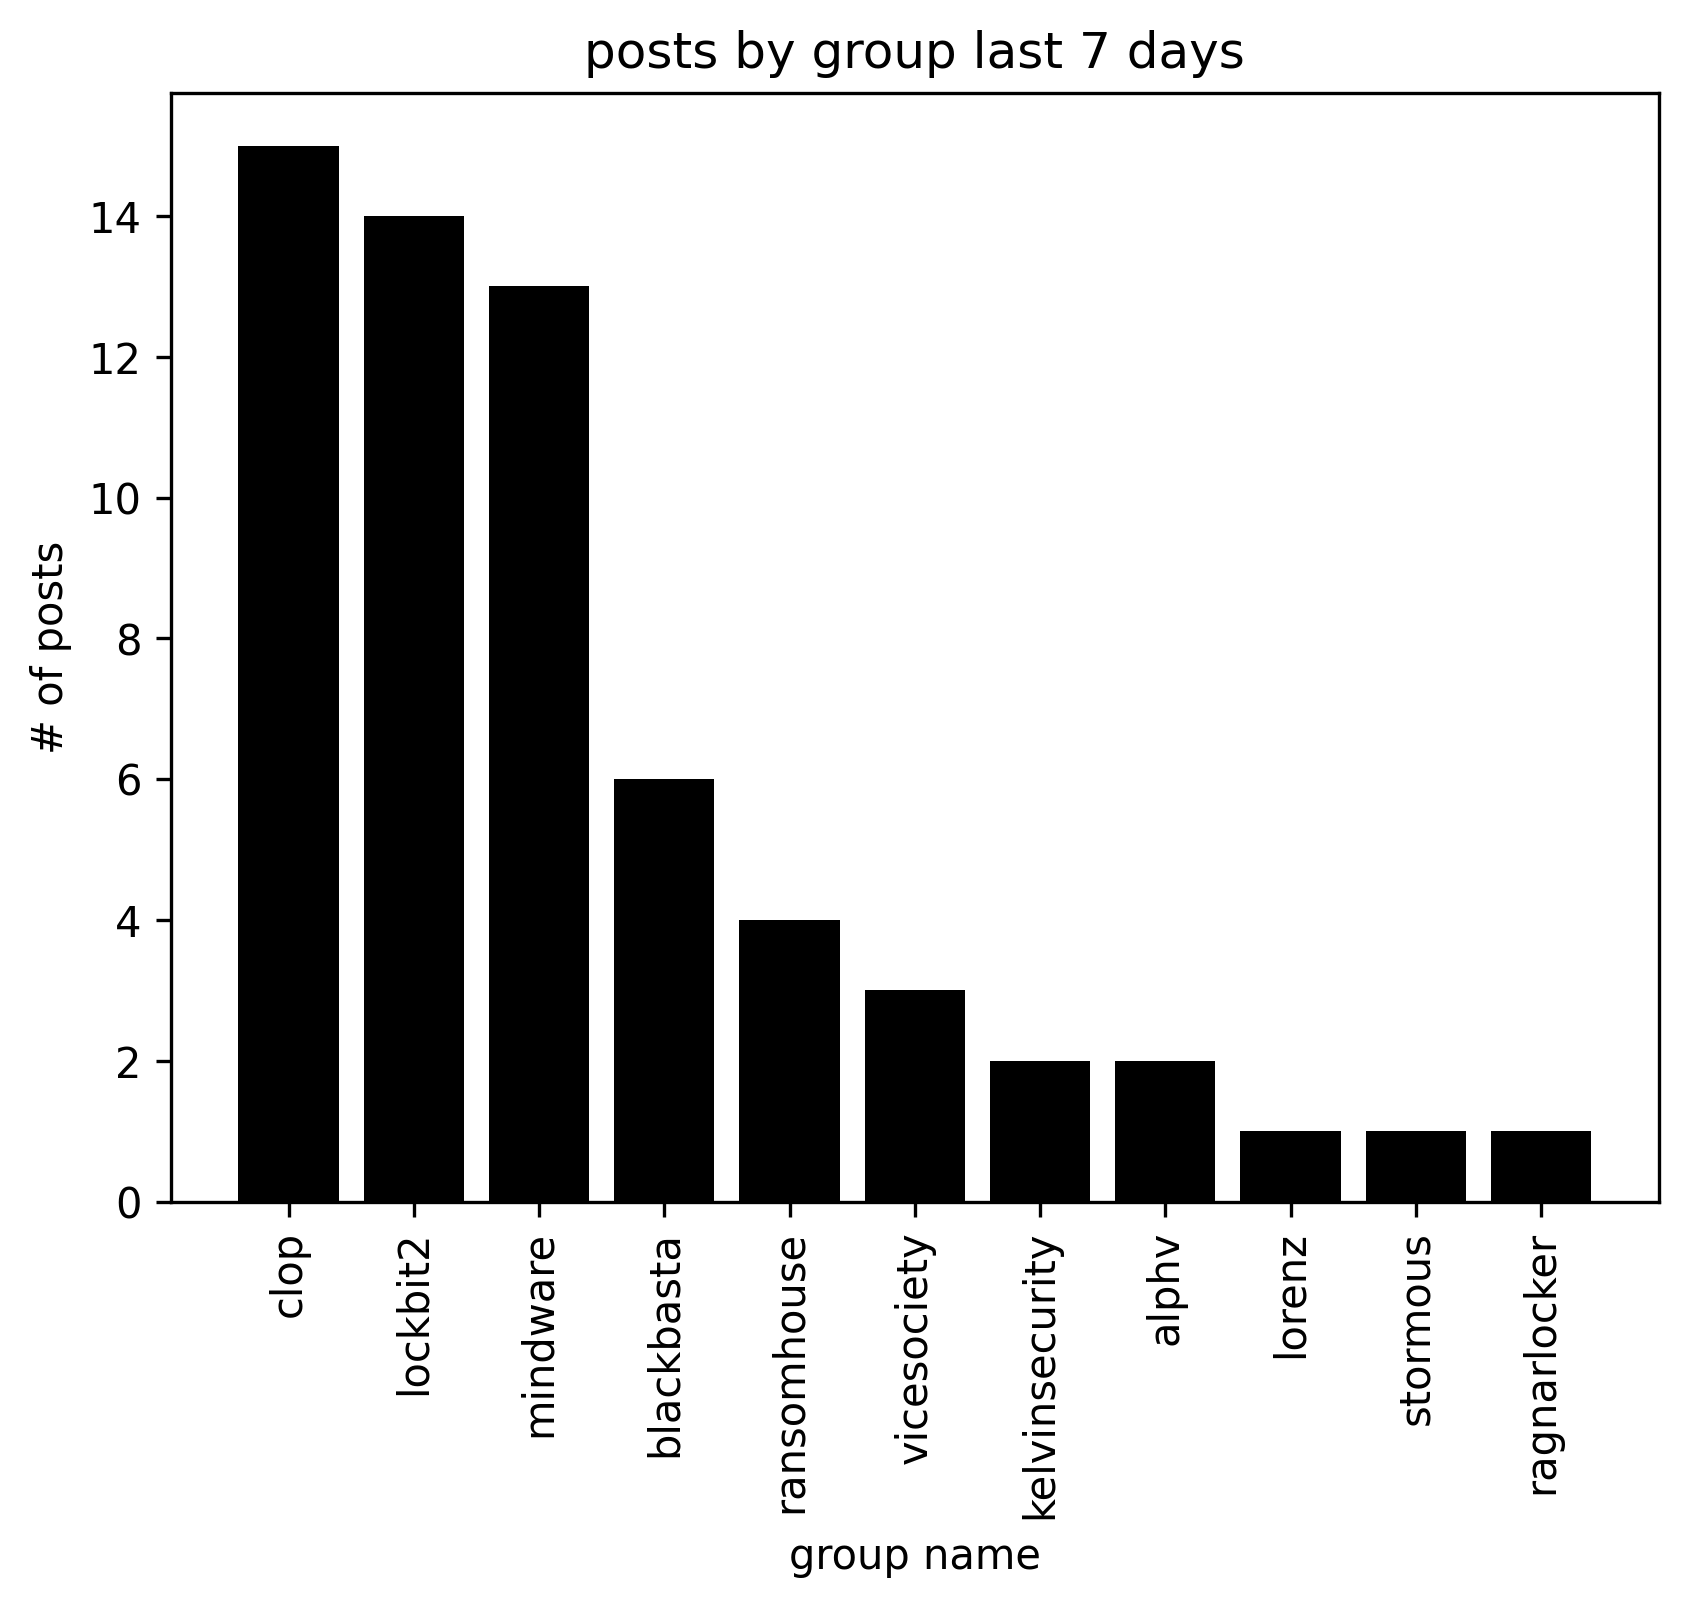 posts by group last 7 days
# of posts
14
12
10
8
6
4
2
0
clop
lockbit2
mindware
blackbasta
ransomhouse
vicesociety
kelvinsecurity
alphv
lorenz
stormous
ragnarlocker
group name